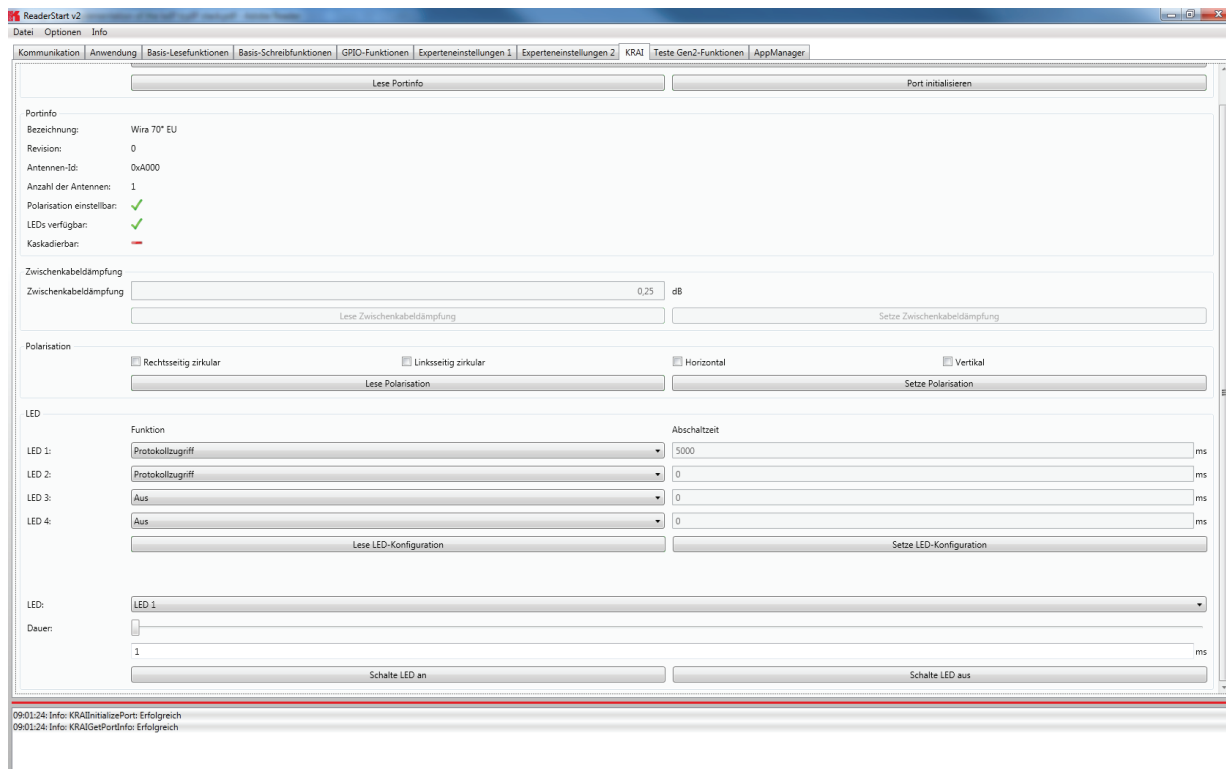 ReaderStart v2
Datei Optionen Info
Kommunikation Anwendung Basis-Lesefunktionen Basis-Schreibfunktionen GPIO-Funktionen Experteneinstellungen 1 Experteneinstellungen 2 KRAI Teste Gen2-Funktionen AppManager
Lese Portinfo Port initialisieren
Portinfo
Bezeichnung: Wira 70° EU
Revision: 0
Antennen-Id: 0xA000
Anzahl der Antennen: 1
Polarisation einstellbar:
LEDs verfügbar:
Kaskadierbar:
Zwischenkabeldämpfung
Zwischenkabeldämpfung 0,25 dB
Lese Zwischenkabeldämpfung Setze Zwischenkabeldämpfung
Polarisation
Rechtsseitig zirkular Linksseitig zirkular Horizontal Vertikal
Lese Polarisation Setze Polarisation
LED
Funktion Abschaltzeit
LED 1: Protokollzugriff 5000 ms
LED 2: Protokollzugriff 0 ms
LED 3: Aus 0 ms
LED 4: Aus 0 ms
Lese LED-Konfiguration Setze LED-Konfiguration
LED: LED 1
Dauer:
1 ms
Schalte LED an Schalte LED aus
09:01:24: Info: KRAIInitializePort: Erfolgreich
09:01:24: Info: KRAIGetPortInfo: Erfolgreich